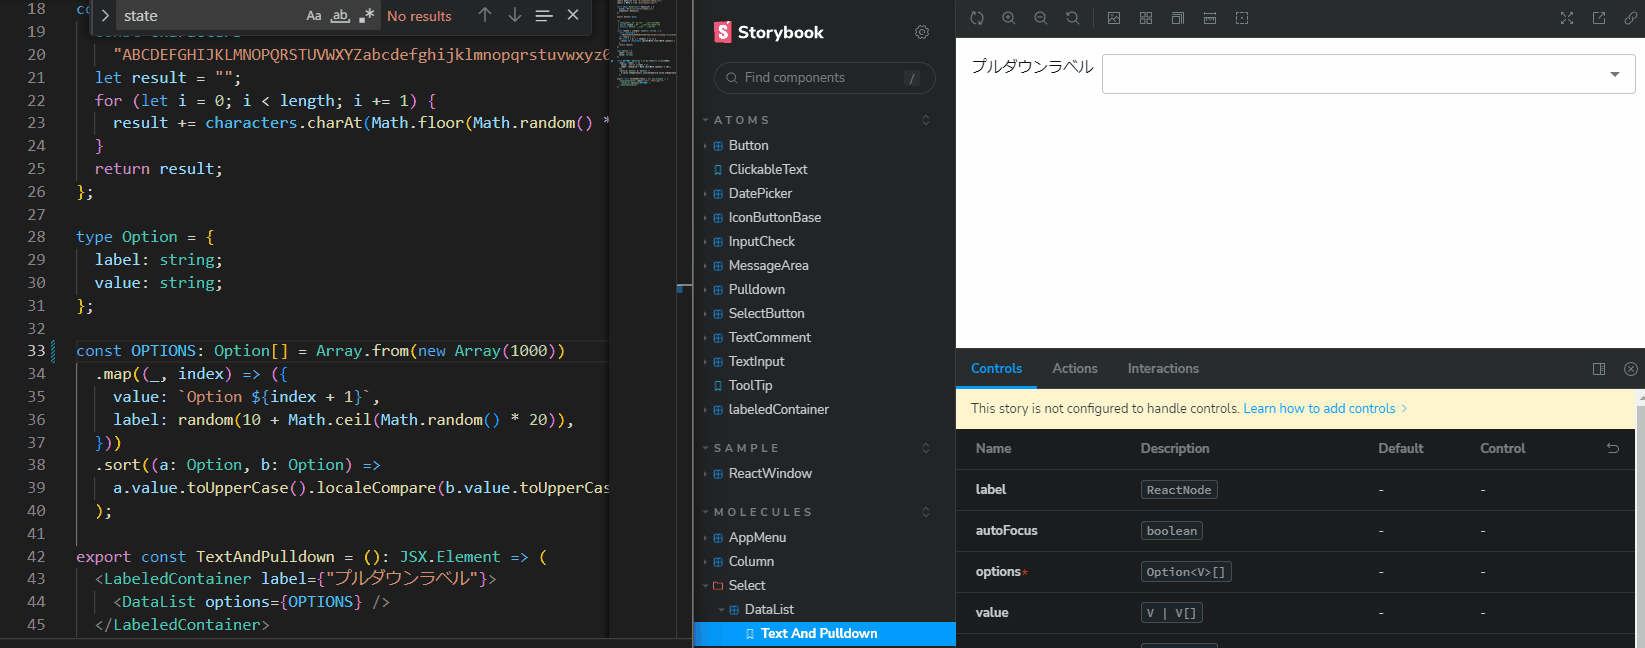 state
Aa ab .* No results
18 co
19 const characters =
20 "ABCDEFGHIJKLMNOPQRSTUVWXYZabcdefghijklmnopqrstuvwxyz0
21 let result = "";
22 for (let i = 0; i < length; i += 1) {
23 result += characters.charAt(Math.floor(Math.random() *
24 }
25 return result;
26 };
27
28 type Option = {
29 label: string;
30 value: string;
31 };
32
33 const OPTIONS: Option[] = Array.from(new Array(1000))
34 .map((_, index) => ({
35 value: `Option ${index + 1}`,
36 label: random(10 + Math.ceil(Math.random() * 20)),
37 }))
38 .sort((a: Option, b: Option) =>
39 a.value.toUpperCase().localeCompare(b.value.toUpperCas
40 );
41
42 export const TextAndPulldown = (): JSX.Element => (
43 <LabeledContainer label={"プルダウンラベル"}>
44 <DataList options={OPTIONS} />
45 </LabeledContainer>
S Storybook
Find components /
ATOMS
Button
ClickableText
DatePicker
IconButtonBase
InputCheck
MessageArea
Pulldown
SelectButton
TextComment
TextInput
ToolTip
labeledContainer
SAMPLE
ReactWindow
MOLECULES
AppMenu
Column
Select
DataList
Text And Pulldown
プルダウンラベル
Controls Actions Interactions
This story is not configured to handle controls. Learn how to add controls
Name Description Default Control
label ReactNode - -
autoFocus boolean - -
options* Option<V>[] - -
value V | V[] - -